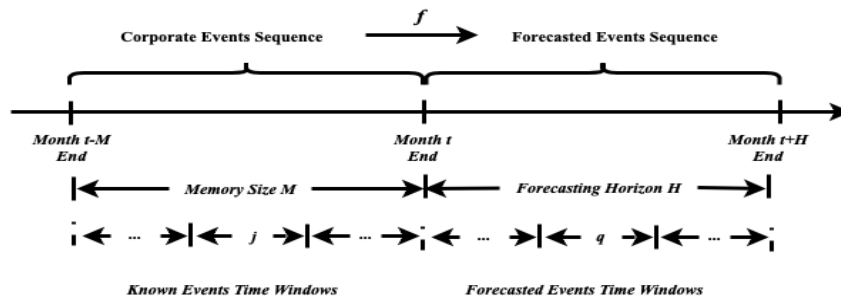 f
Corporate Events Sequence Forecasted Events Sequence
Month t-M Month t Month t+H
End End End
Memory Size M Forecasting Horizon H
... j ... ... q ...
Known Events Time Windows Forecasted Events Time Windows